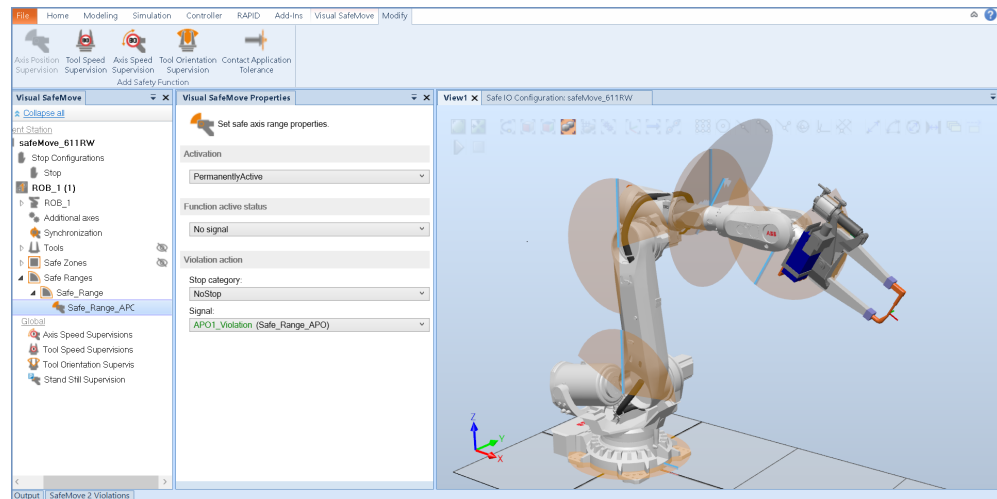 File Home Modeling Simulation Controller RAPID Add-Ins Visual SafeMove Modify
Axis Position Tool Speed Axis Speed Tool Orientation Contact Application
Supervision Supervision Supervision Supervision Tolerance
Add Safety Function
Visual SafeMove
Collapse all
ent Station
safeMove_611RW
Stop Configurations
Stop
ROB_1 (1)
ROB_1
Additional axes
Synchronization
Tools
Safe Zones
Safe Ranges
Safe_Range
Safe_Range_APC
Global
Axis Speed Supervisions
Tool Speed Supervisions
Tool Orientation Supervis
Stand Still Supervision
Visual SafeMove Properties
Set safe axis range properties.
Activation
PermanentlyActive
Function active status
No signal
Violation action
Stop category:
NoStop
Signal:
APO1_Violation (Safe_Range_APO)
View1 Safe IO Configuration: safeMove_611RW
ABB
Z
Y
X
Output SafeMove 2 Violations